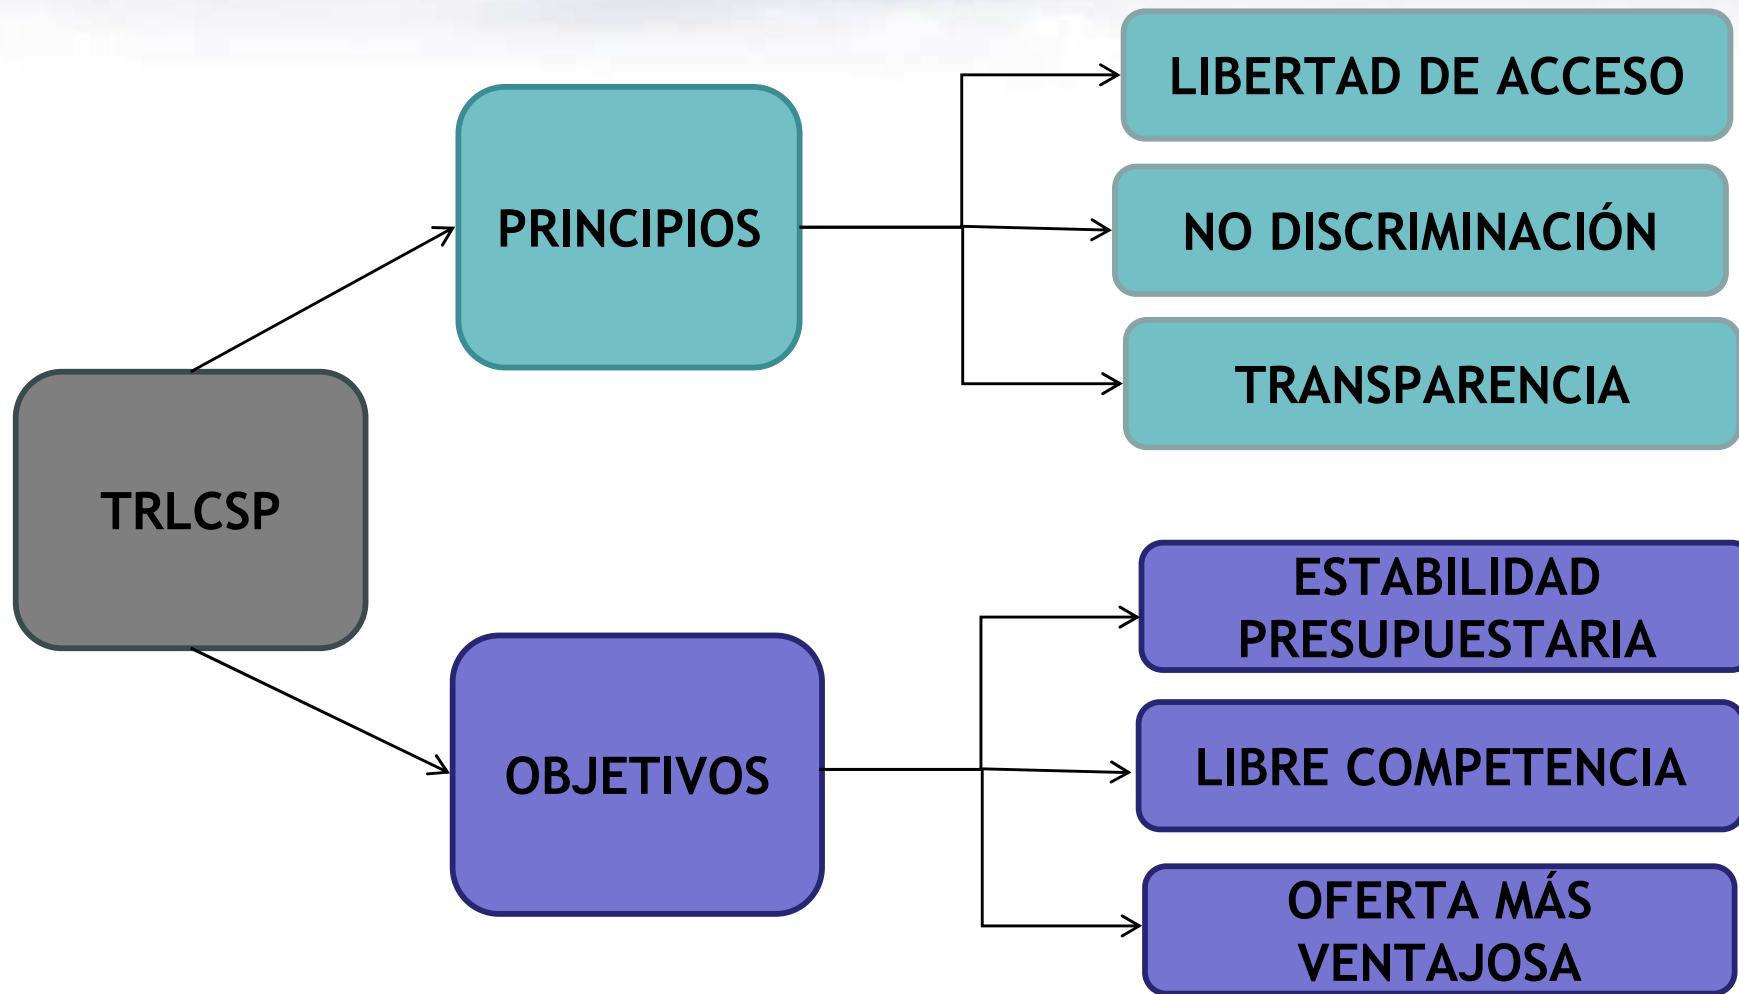 TRLCSP
PRINCIPIOS
LIBERTAD DE ACCESO
NO DISCRIMINACIÓN
TRANSPARENCIA
OBJETIVOS
ESTABILIDAD
PRESUPUESTARIA
LIBRE COMPETENCIA
OFERTA MÁS
VENTAJOSA